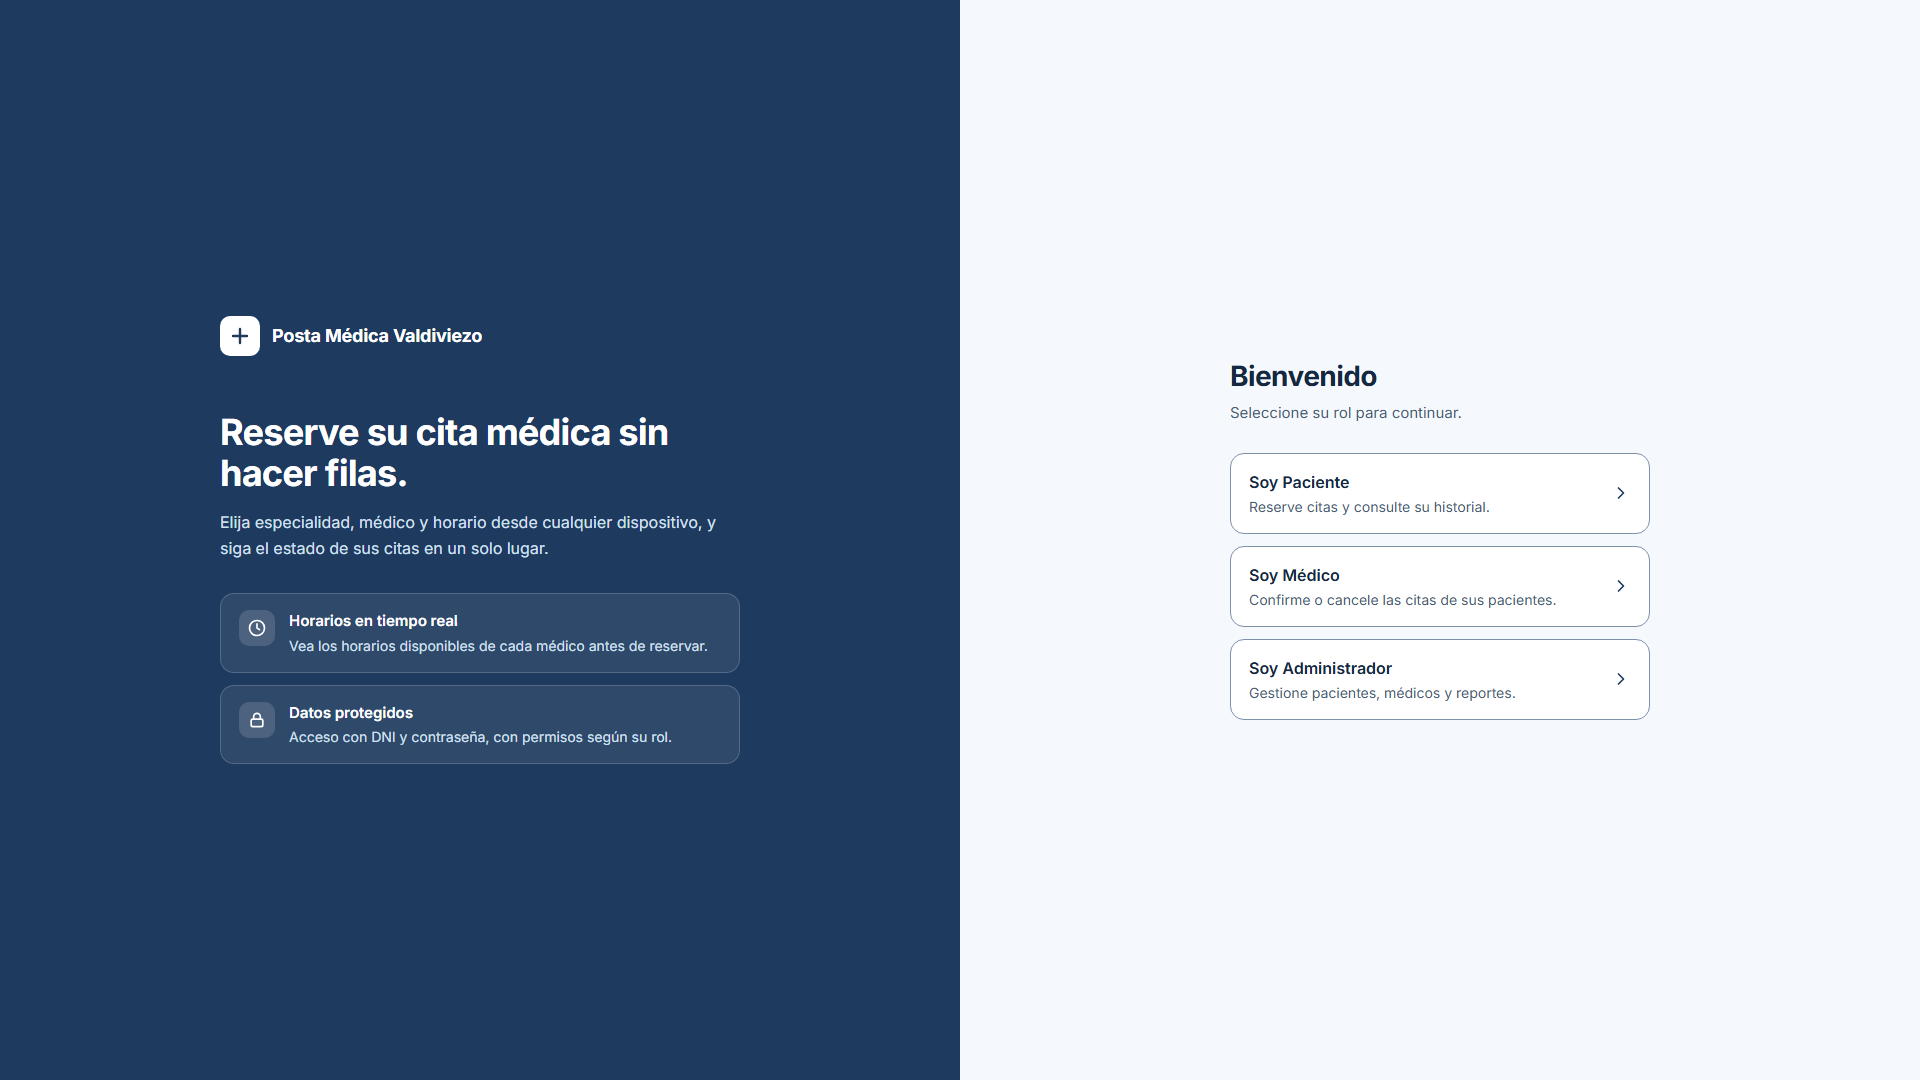 Posta Médica Valdiviezo
Reserve su cita médica sin
hacer filas.
Elija especialidad, médico y horario desde cualquier dispositivo, y
siga el estado de sus citas en un solo lugar.
Horarios en tiempo real
Vea los horarios disponibles de cada médico antes de reservar.
Datos protegidos
Acceso con DNI y contraseña, con permisos según su rol.
Bienvenido
Seleccione su rol para continuar.
Soy Paciente
Reserve citas y consulte su historial.
Soy Médico
Confirme o cancele las citas de sus pacientes.
Soy Administrador
Gestione pacientes, médicos y reportes.